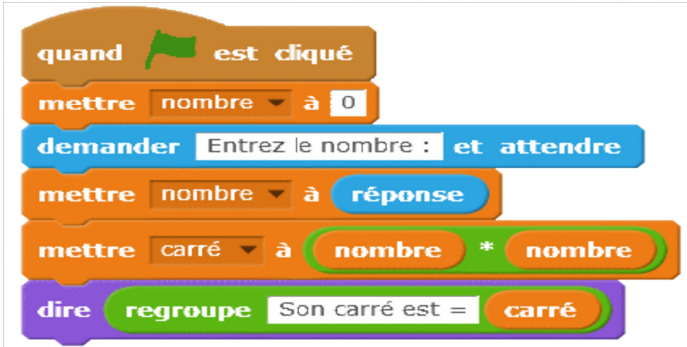 quand est cliqué
mettre nombre à 0
demander Entrez le nombre : et attendre
mettre nombre à réponse
mettre carré à nombre * nombre
dire regroupe Son carré est = carré